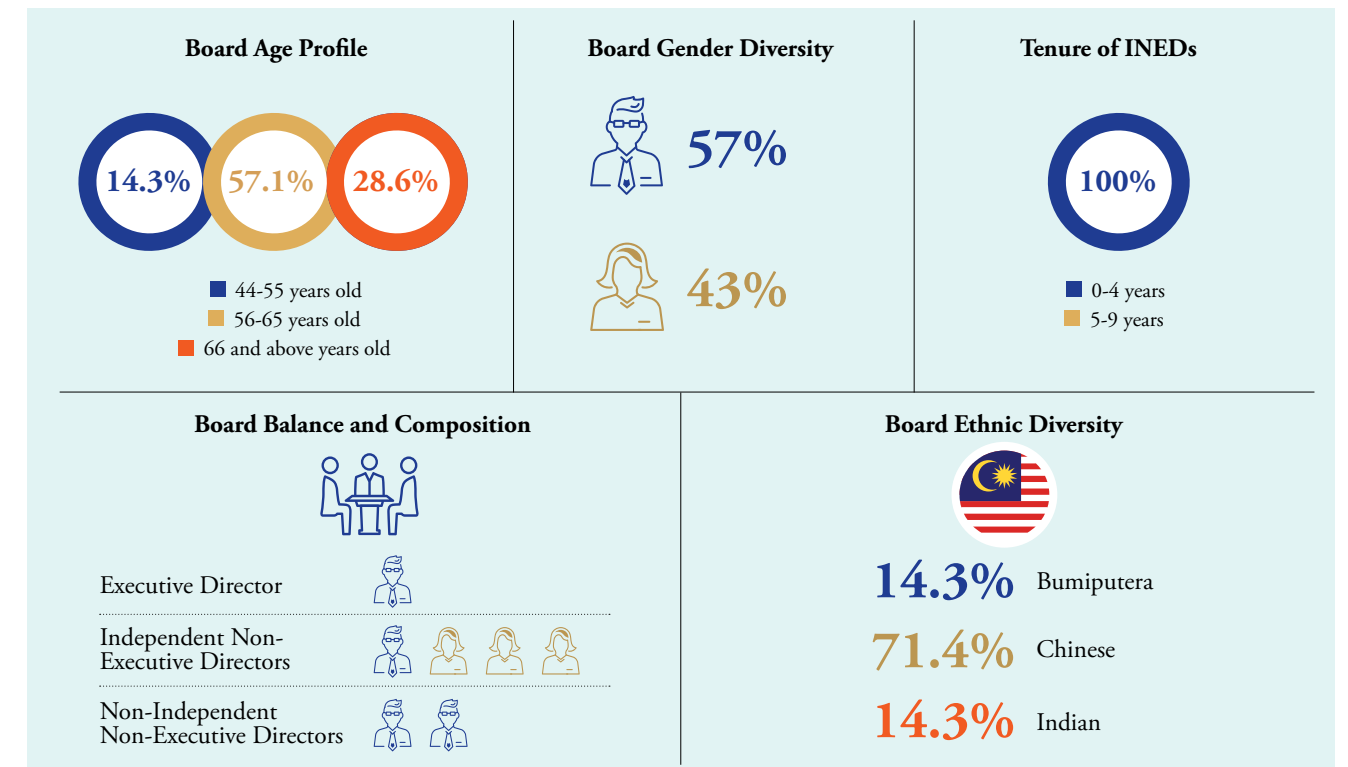 Board Age Profile
14.3% 57.1% 28.6%
44-55 years old
56-65 years old
66 and above years old
Board Gender Diversity
57%
43%
Tenure of INEDs
100%
0-4 years
5-9 years
Board Balance and Composition
Executive Director
Independent Non-
Executive Directors
Non-Independent
Non-Executive Directors
Board Ethnic Diversity
14.3% Bumiputera
71.4% Chinese
14.3% Indian